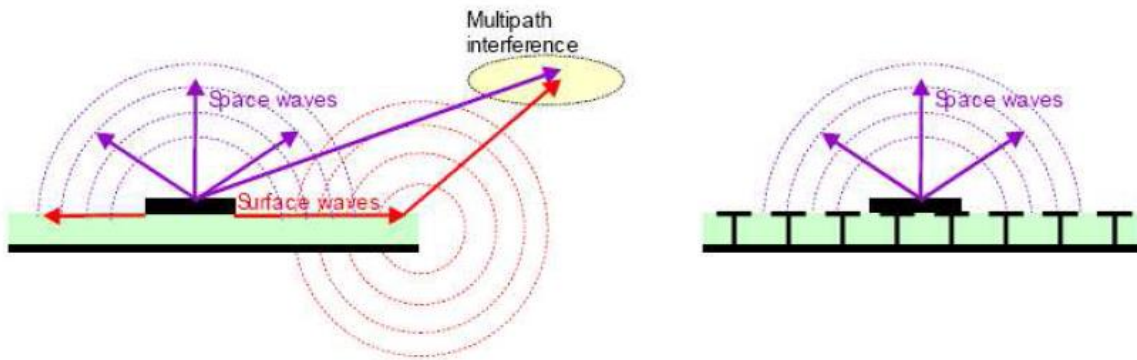 Multipath
interference
Space waves
Surface waves
Space waves